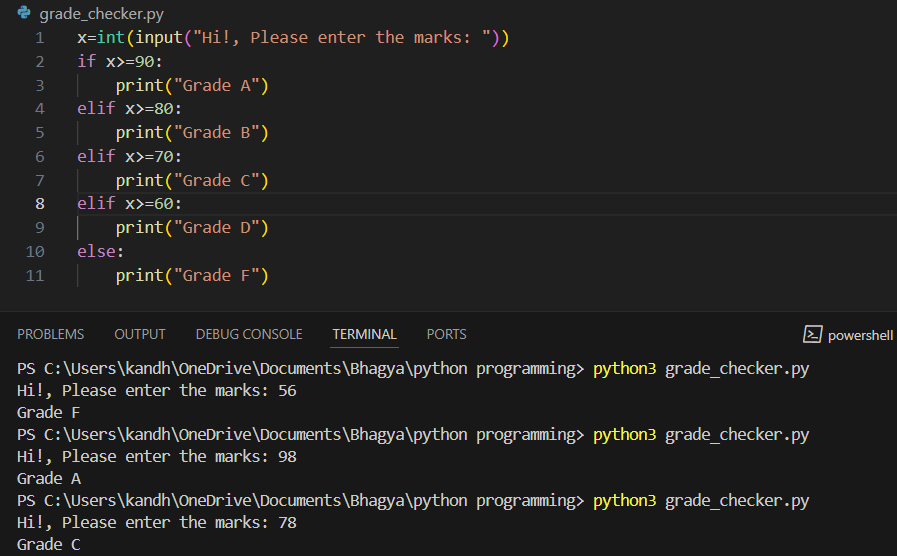 grade_checker.py
1 x=int(input("Hi!, Please enter the marks: "))
2 if x>=90:
3     print("Grade A")
4 elif x>=80:
5     print("Grade B")
6 elif x>=70:
7     print("Grade C")
8 elif x>=60:
9     print("Grade D")
10 else:
11     print("Grade F")
PROBLEMS OUTPUT DEBUG CONSOLE TERMINAL PORTS powershell
PS C:\Users\kandh\OneDrive\Documents\Bhagya\python programming> python3 grade_checker.py
Hi!, Please enter the marks: 56
Grade F
PS C:\Users\kandh\OneDrive\Documents\Bhagya\python programming> python3 grade_checker.py
Hi!, Please enter the marks: 98
Grade A
PS C:\Users\kandh\OneDrive\Documents\Bhagya\python programming> python3 grade_checker.py
Hi!, Please enter the marks: 78
Grade C